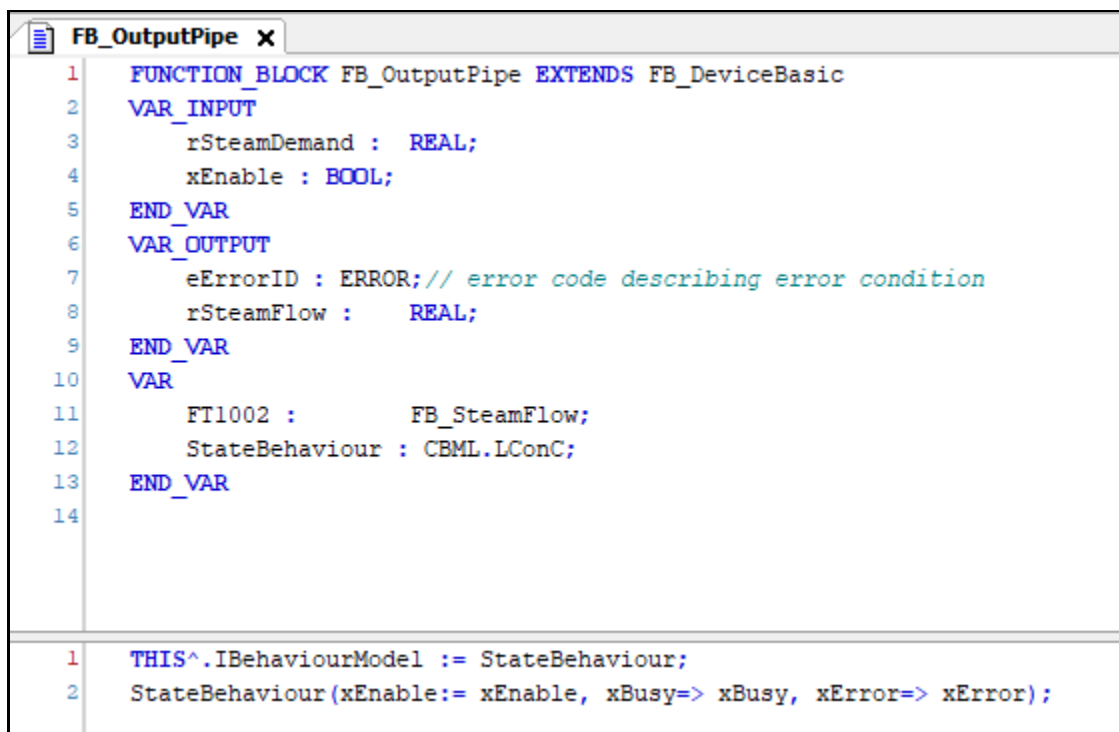 FB_OutputPipe x
1 FUNCTION_BLOCK FB_OutputPipe EXTENDS FB_DeviceBasic
2 VAR_INPUT
3 rSteamDemand : REAL;
4 xEnable : BOOL;
5 END_VAR
6 VAR_OUTPUT
7 eErrorID : ERROR;// error code describing error condition
8 rSteamFlow : REAL;
9 END_VAR
10 VAR
11 FT1002 : FB_SteamFlow;
12 StateBehaviour : CBML.LConC;
13 END_VAR
14
1 THIS^.IBehaviourModel := StateBehaviour;
2 StateBehaviour(xEnable:= xEnable, xBusy=> xBusy, xError=> xError);